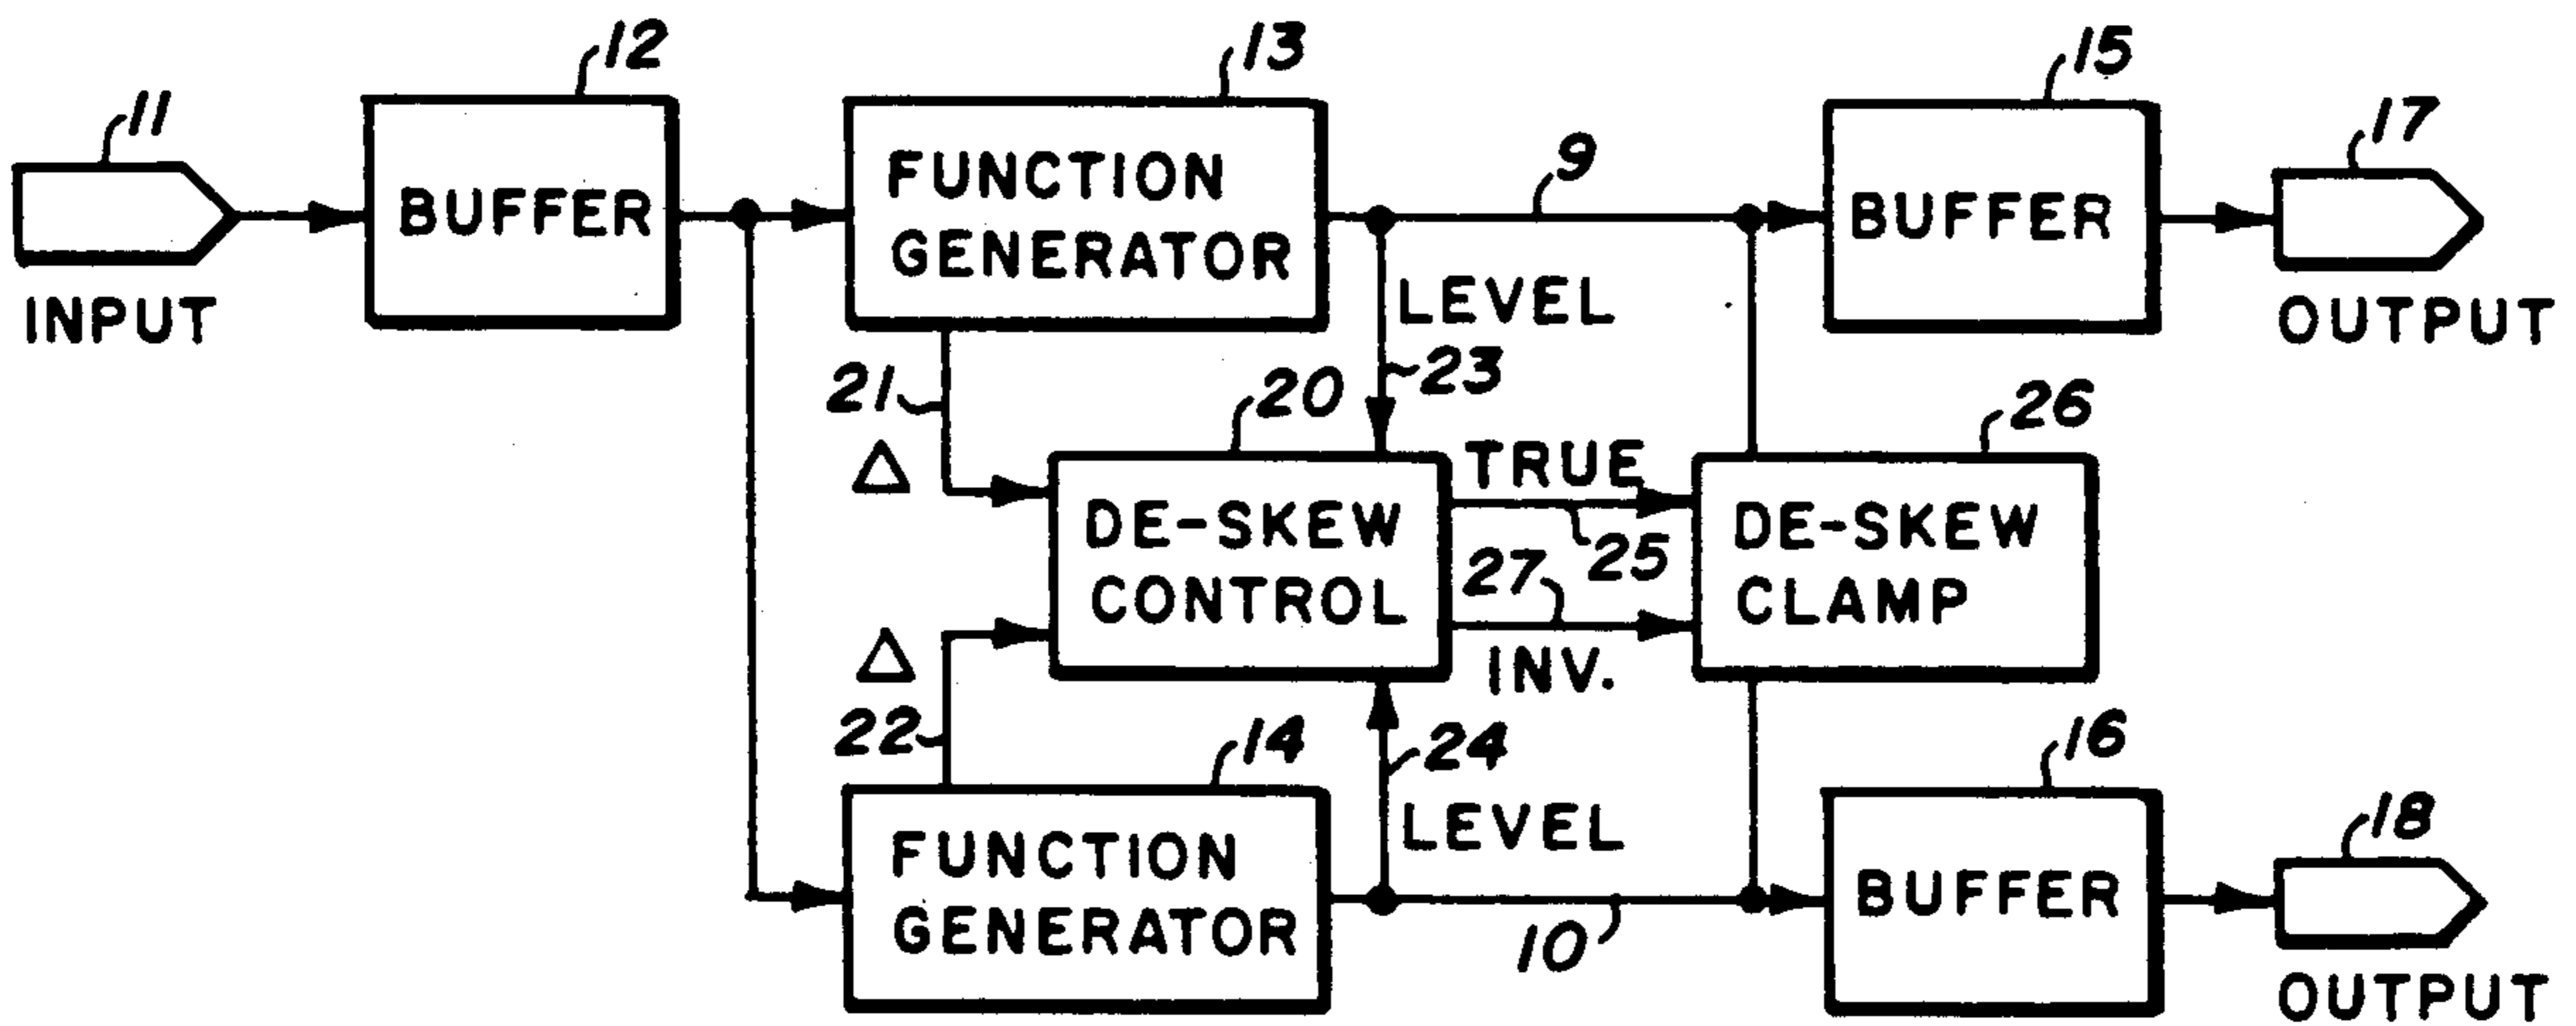 11
INPUT
12
BUFFER
13
FUNCTION
GENERATOR
9
15
BUFFER
17
OUTPUT
LEVEL
23
21
Δ
20
DE-SKEW
CONTROL
TRUE
25
27
INV.
26
DE-SKEW
CLAMP
Δ
22
14
FUNCTION
GENERATOR
24
LEVEL
10
16
BUFFER
18
OUTPUT